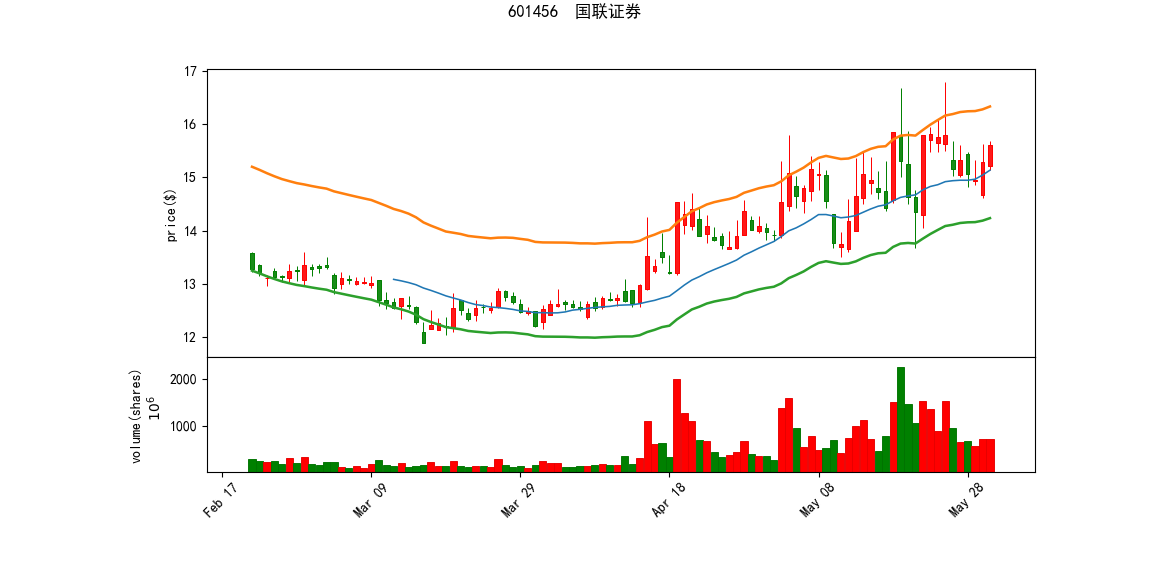 601456 国联证券
17
16
15
14
13
12
price($)
2000
1000
volume(shares)
10^6
Feb 17
Mar 09
Mar 29
Apr 18
May 08
May 28